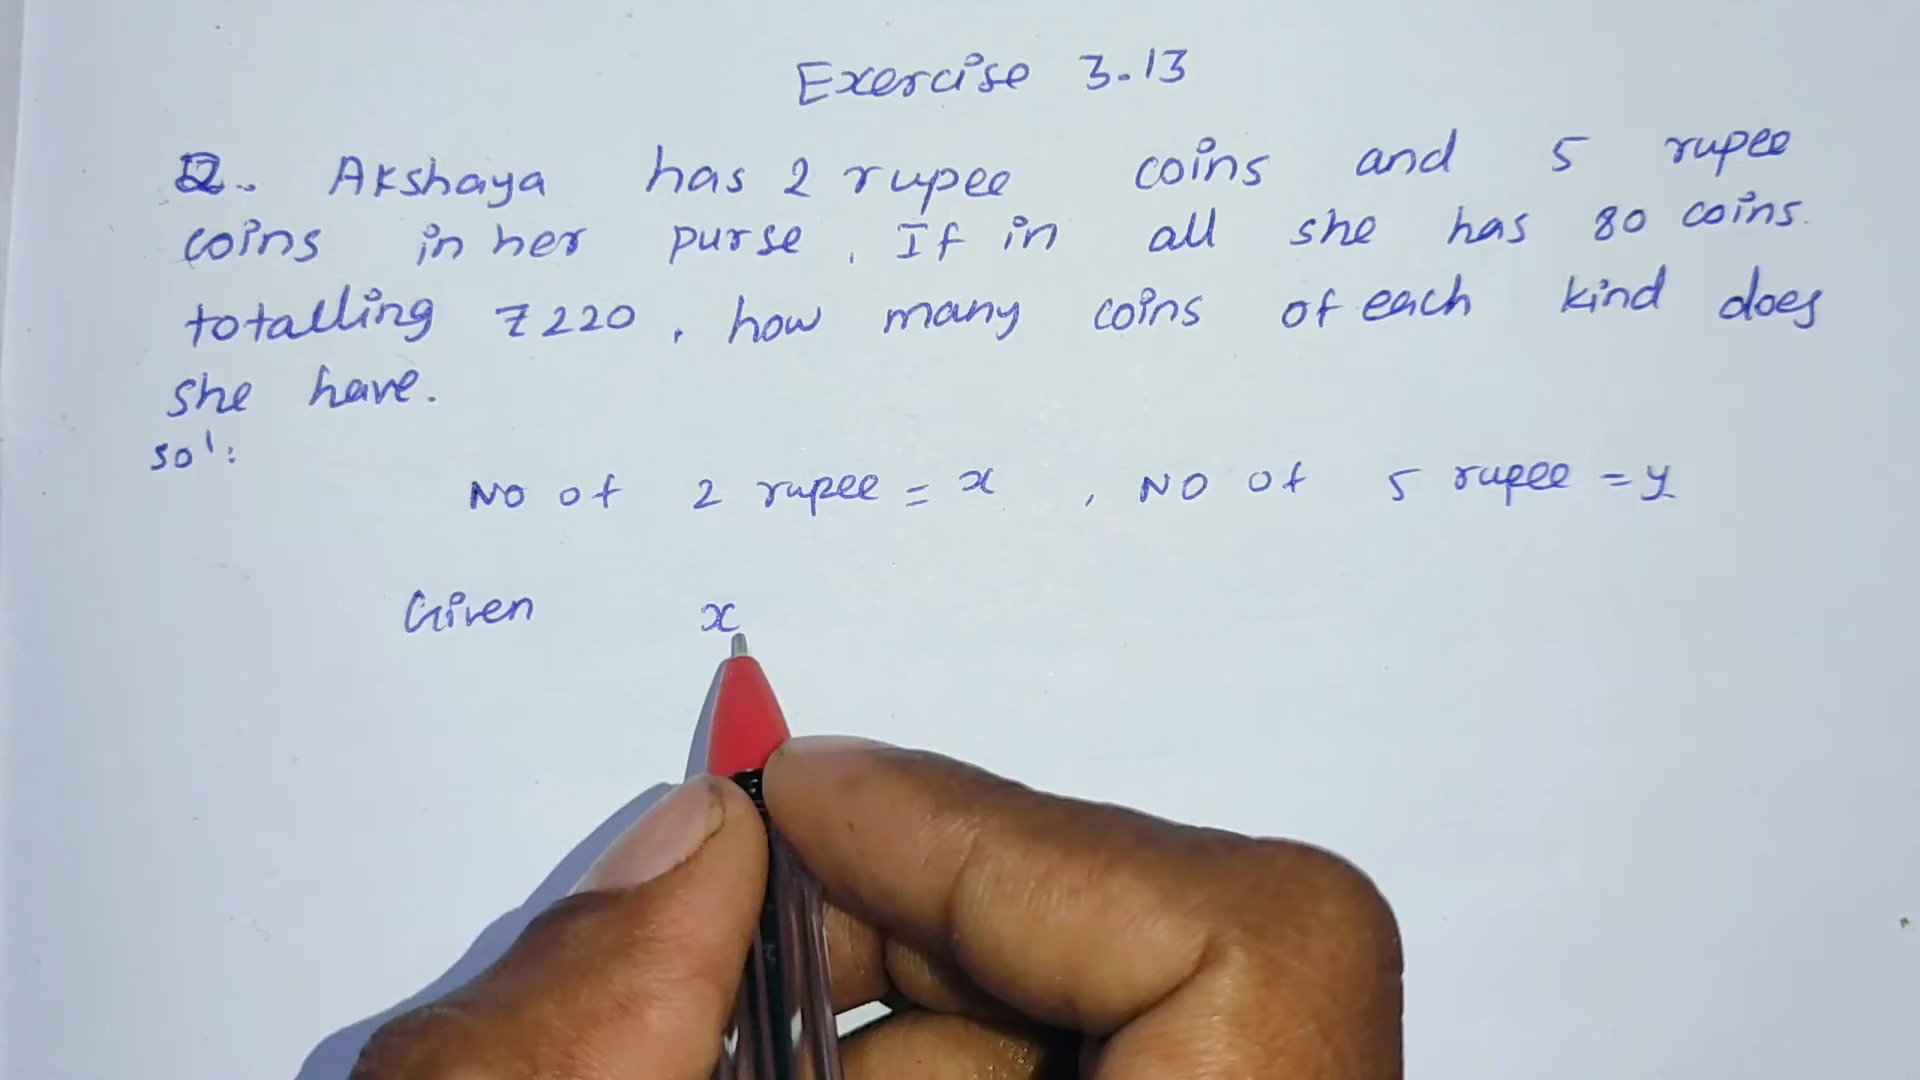 Exercise 3.13
2. Akshaya has 2 rupee coins and 5 rupee
coins in her purse. If in all she has 80 coins.
totalling ₹220, how many coins of each kind does
she have.
sol:
No of 2 rupee = x , No of 5 rupee = y
Given x